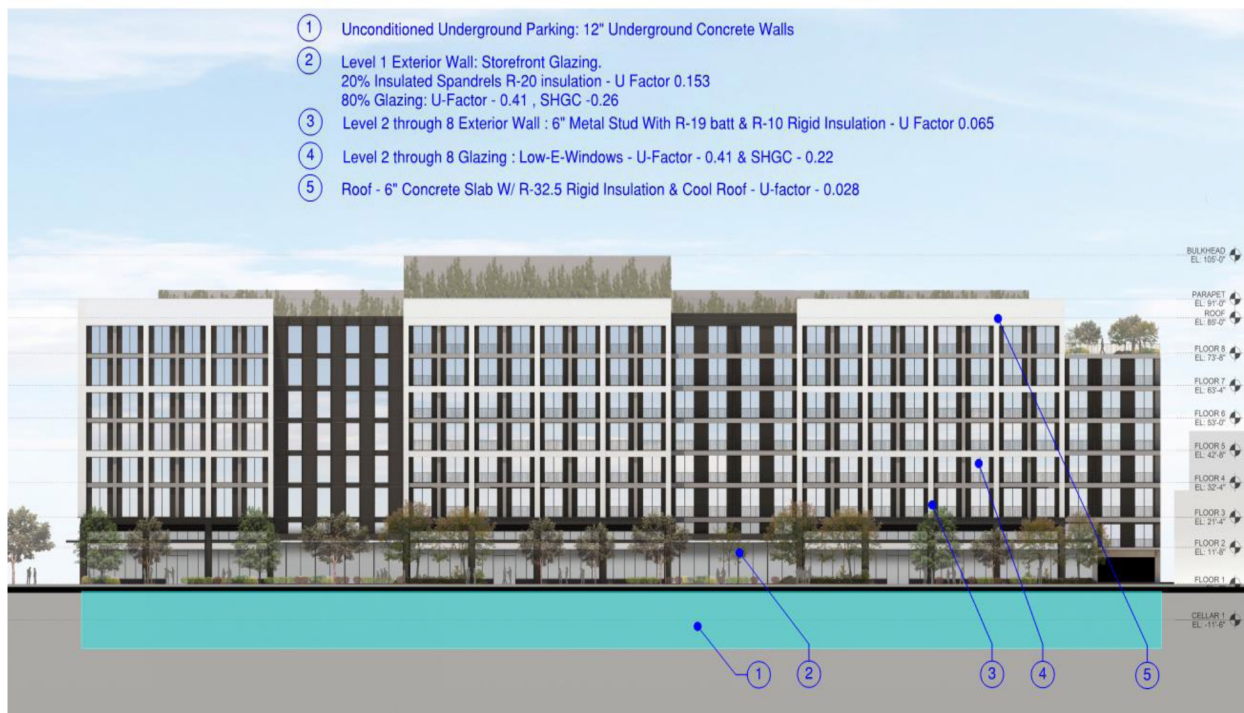 1 Unconditioned Underground Parking: 12" Underground Concrete Walls
2 Level 1 Exterior Wall: Storefront Glazing.
20% Insulated Spandrels R-20 insulation - U Factor 0.153
80% Glazing: U-Factor - 0.41 , SHGC -0.26
3 Level 2 through 8 Exterior Wall : 6" Metal Stud With R-19 batt & R-10 Rigid Insulation - U Factor 0.065
4 Level 2 through 8 Glazing : Low-E-Windows - U-Factor - 0.41 & SHGC - 0.22
5 Roof - 6" Concrete Slab W/ R-32.5 Rigid Insulation & Cool Roof - U-factor - 0.028
BULKHEAD
EL: 105'-0"
PARAPET
EL: 91'-0"
ROOF
EL: 85'-0"
FLOOR 8
EL: 73'-8"
FLOOR 7
EL: 63'-4"
FLOOR 6
EL: 53'-0"
FLOOR 5
EL: 42'-8"
FLOOR 4
EL: 32'-4"
FLOOR 3
EL: 21'-4"
FLOOR 2
EL: 11'-8"
FLOOR 1
CELLAR 1
EL: -11'-6"
1
2
3
4
5